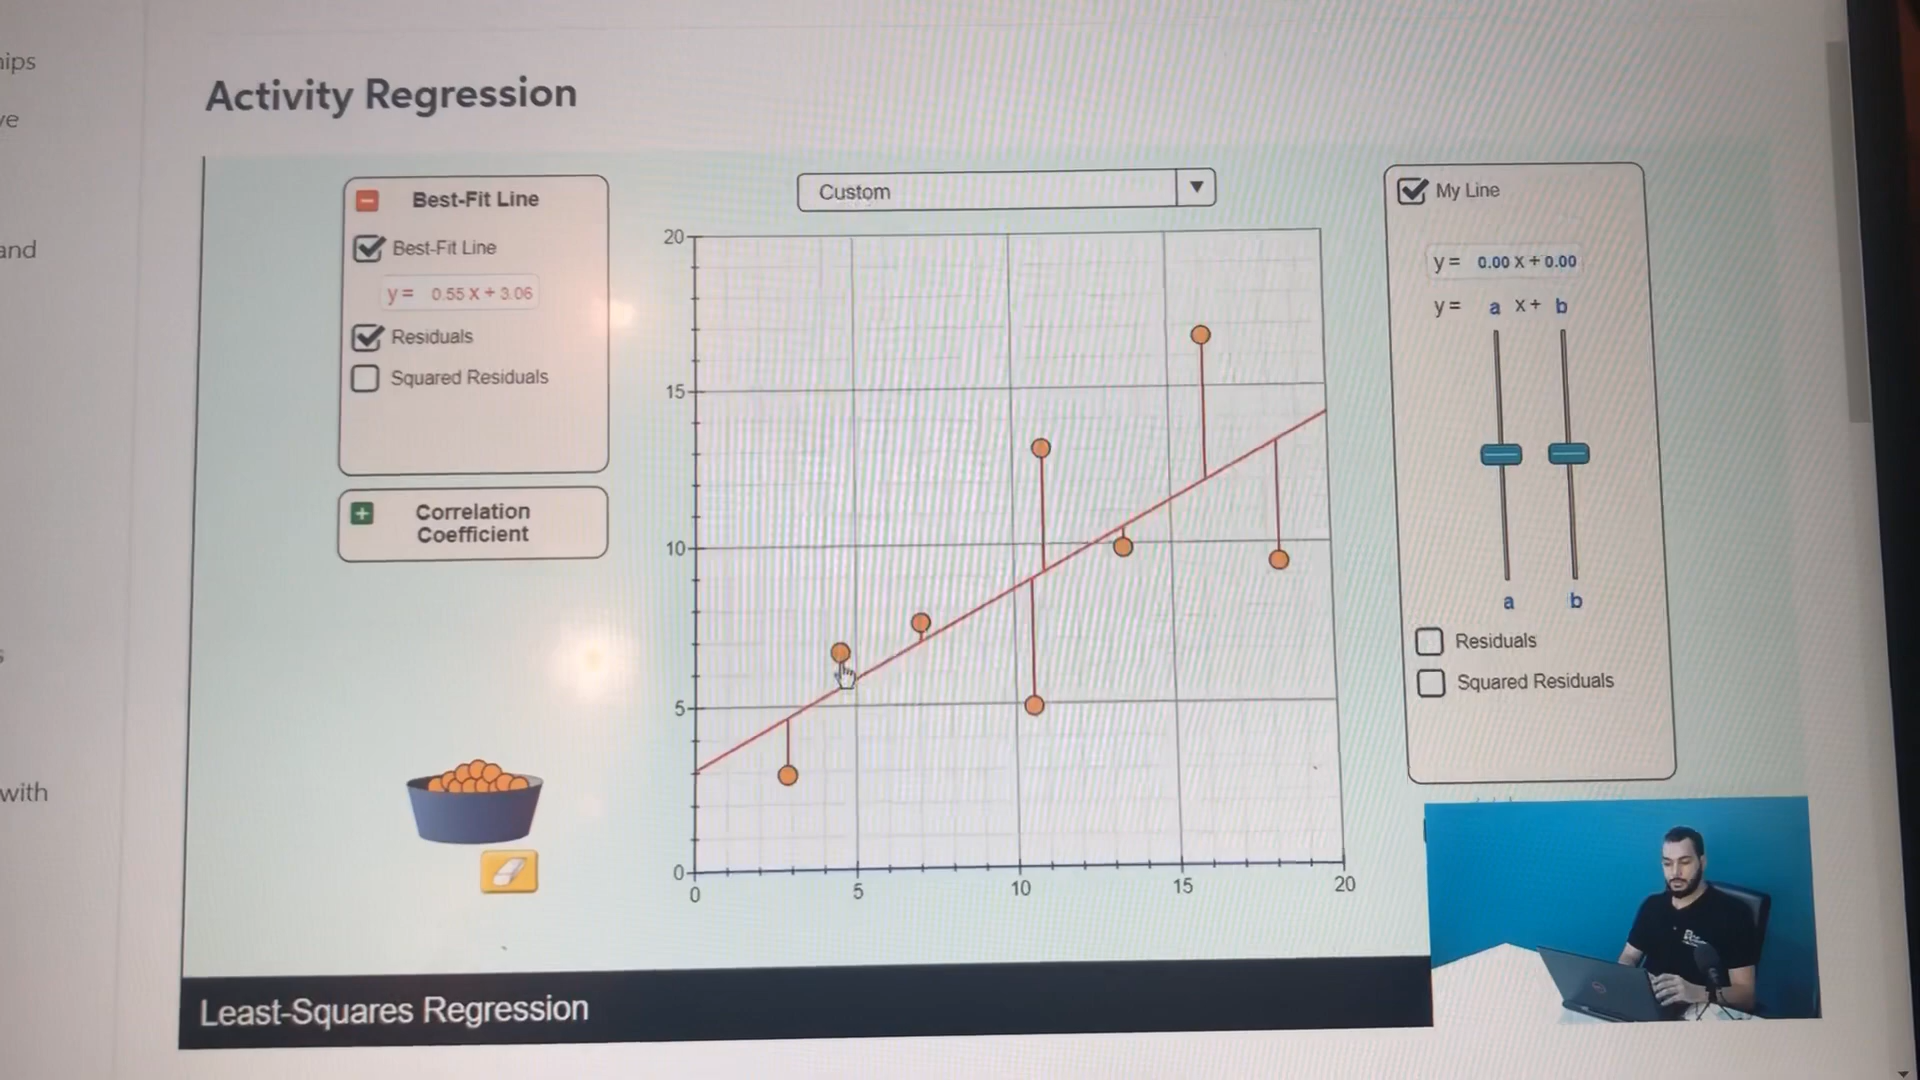 hips
ve
and
s
with
Activity Regression
Best-Fit Line
Best-Fit Line
y = 0.55 X + 3.06
Residuals
Squared Residuals
Correlation
Coefficient
Custom
20
15
10
5
0
0
5
10
15
20
My Line
y = 0.00 X + 0.00
y = a X + b
a
b
Residuals
Squared Residuals
Least-Squares Regression